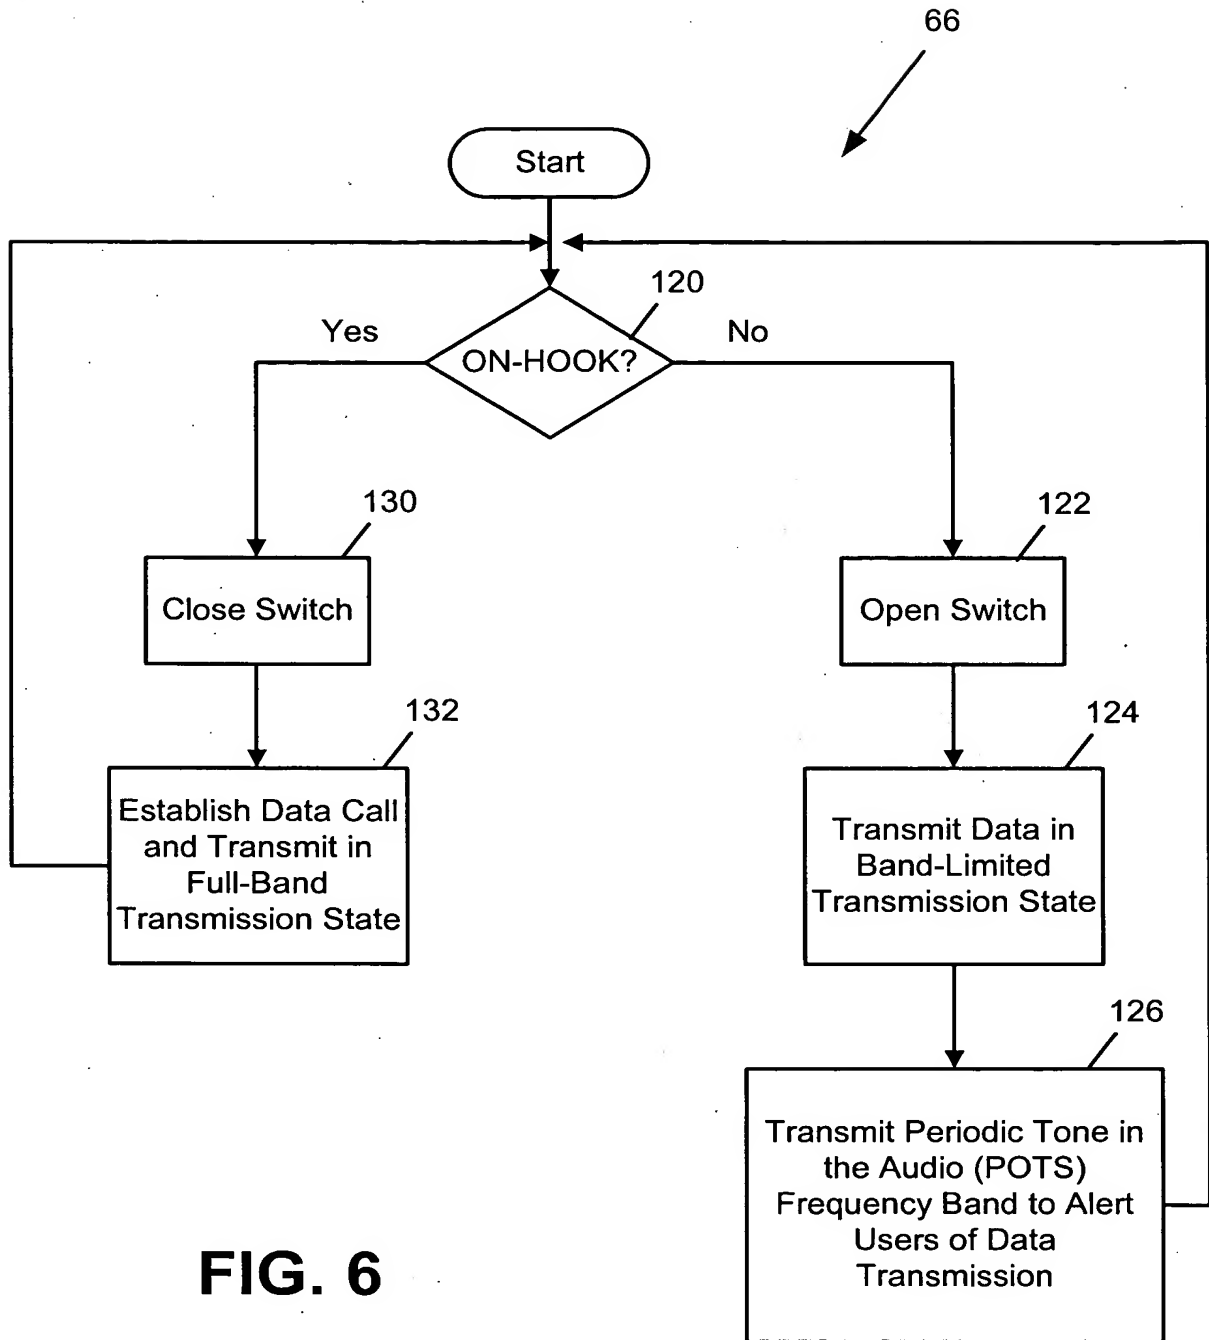 66
Start
120
Yes
No
ON-HOOK?
130
122
Close Switch
Open Switch
132
124
Establish Data Call
and Transmit in
Full-Band
Transmission State
Transmit Data in
Band-Limited
Transmission State
126
Transmit Periodic Tone in
the Audio (POTS)
Frequency Band to Alert
Users of Data
Transmission
FIG. 6